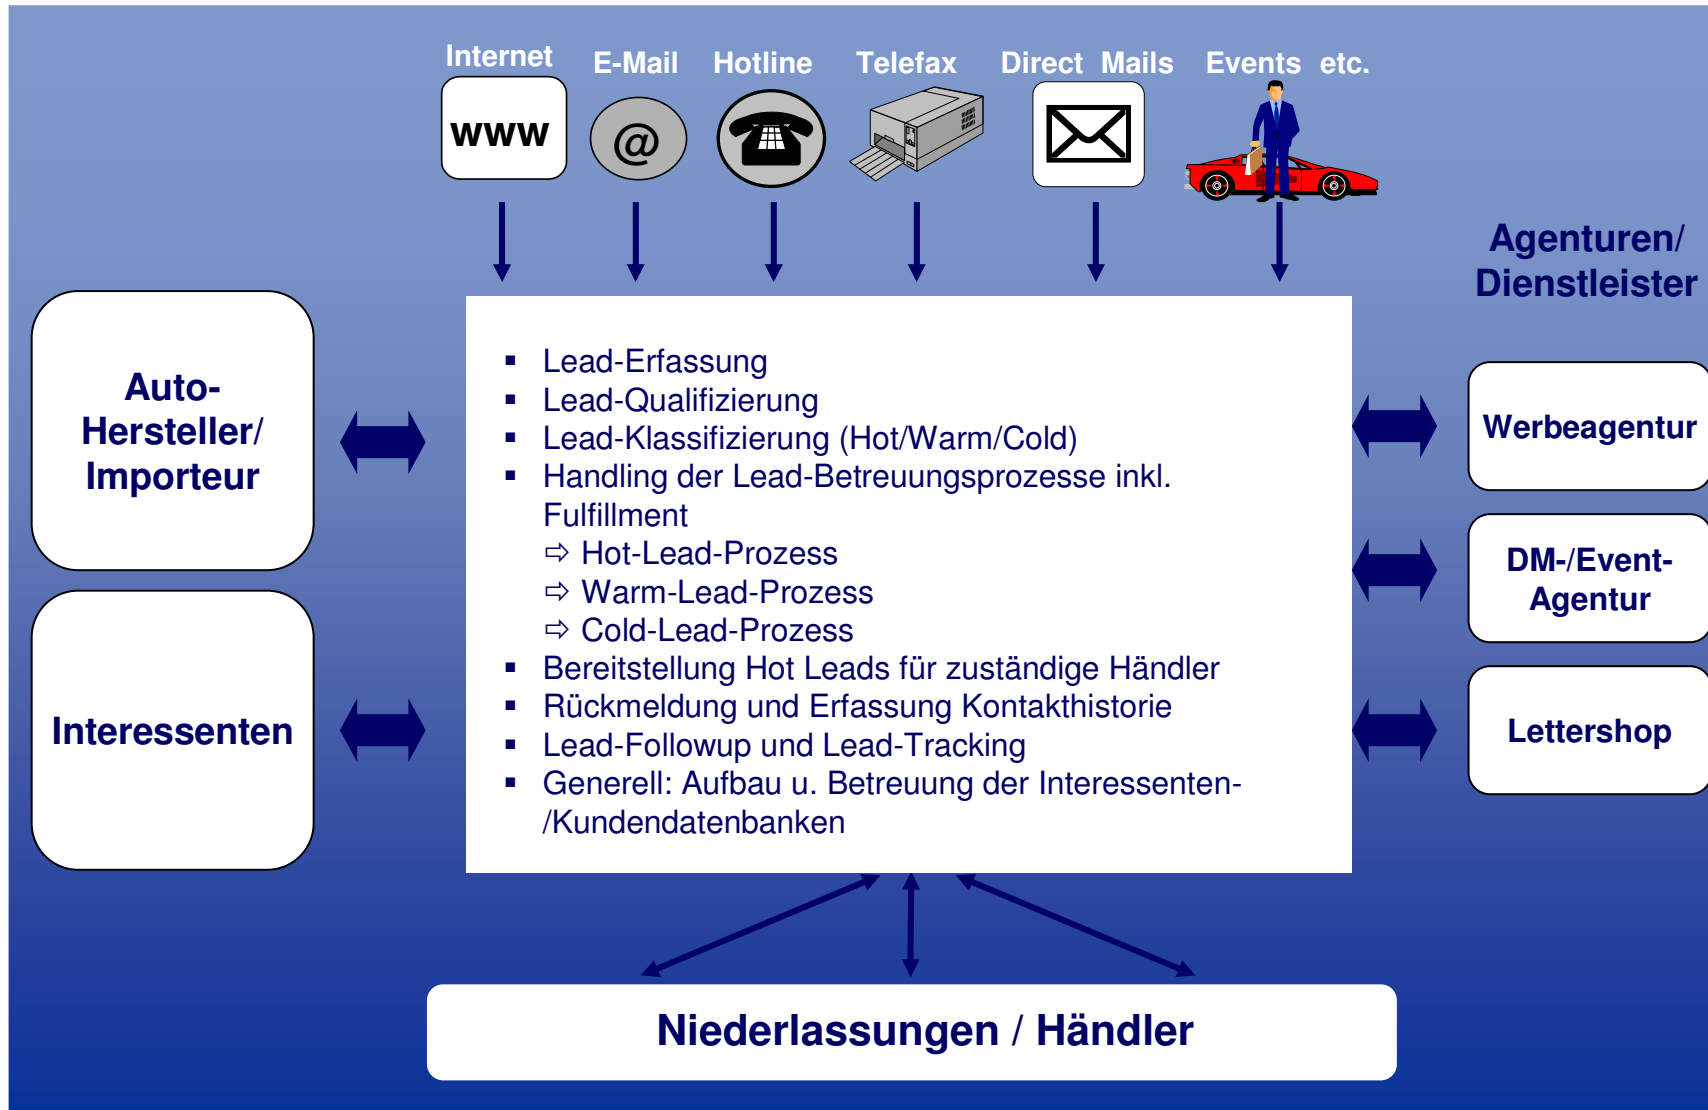 Internet E-Mail Hotline Telefax Direct Mails Events etc.
www @
Agenturen/
Dienstleister
Auto-
Hersteller/
Importeur
Interessenten
▪ Lead-Erfassung
▪ Lead-Qualifizierung
▪ Lead-Klassifizierung (Hot/Warm/Cold)
▪ Handling der Lead-Betreuungsprozesse inkl.
Fulfillment
⇨ Hot-Lead-Prozess
⇨ Warm-Lead-Prozess
⇨ Cold-Lead-Prozess
▪ Bereitstellung Hot Leads für zuständige Händler
▪ Rückmeldung und Erfassung Kontakthistorie
▪ Lead-Followup und Lead-Tracking
▪ Generell: Aufbau u. Betreuung der Interessenten-
/Kundendatenbanken
Werbeagentur
DM-/Event-
Agentur
Lettershop
Niederlassungen / Händler